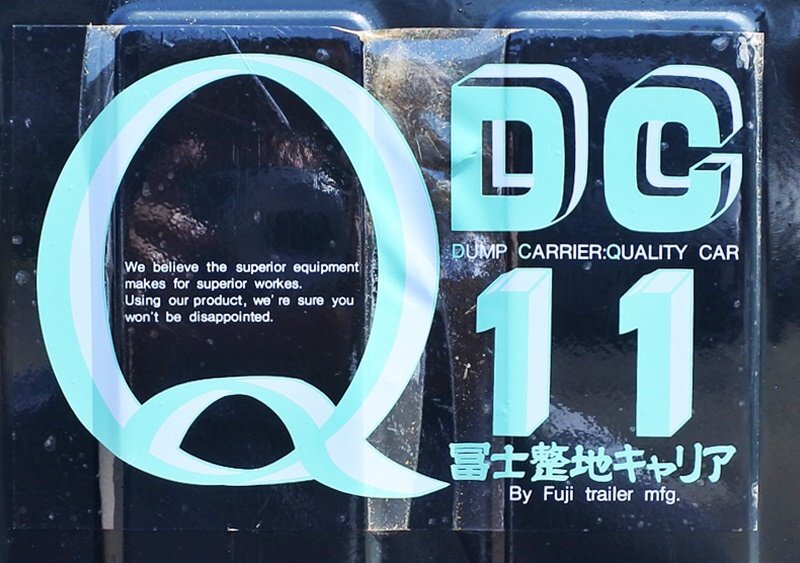 Q
We believe the superior equipment
makes for superior workes.
Using our product, we're sure you
won't be disappointed.
DC
DUMP CARRIER:QUALITY CAR
11
冨士整地キャリア
By Fuji trailer mfg.